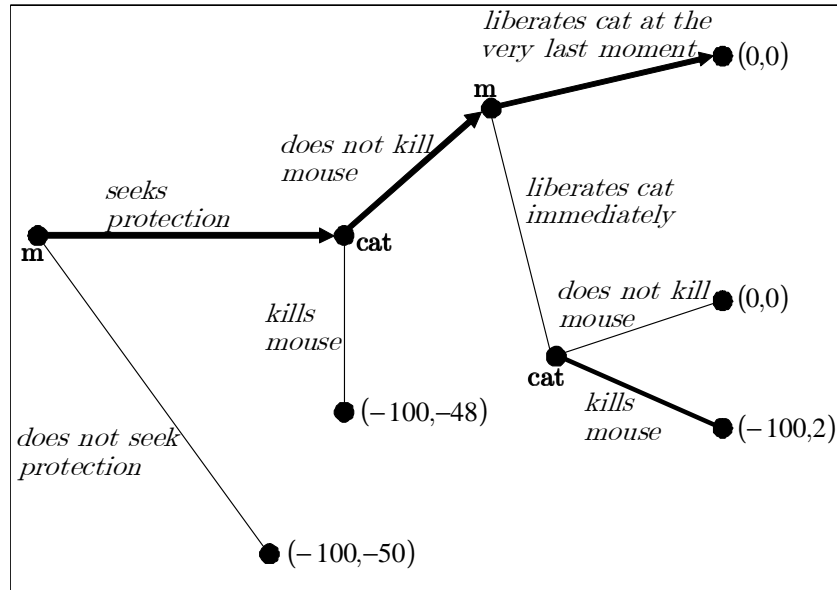 liberates cat at the
very last moment
(0,0)
m
does not kill
mouse
seeks
protection
liberates cat
immediately
m
cat
does not kill
mouse
(0,0)
kills
mouse
cat
kills
mouse
(−100,2)
(−100,−48)
does not seek
protection
(−100,−50)